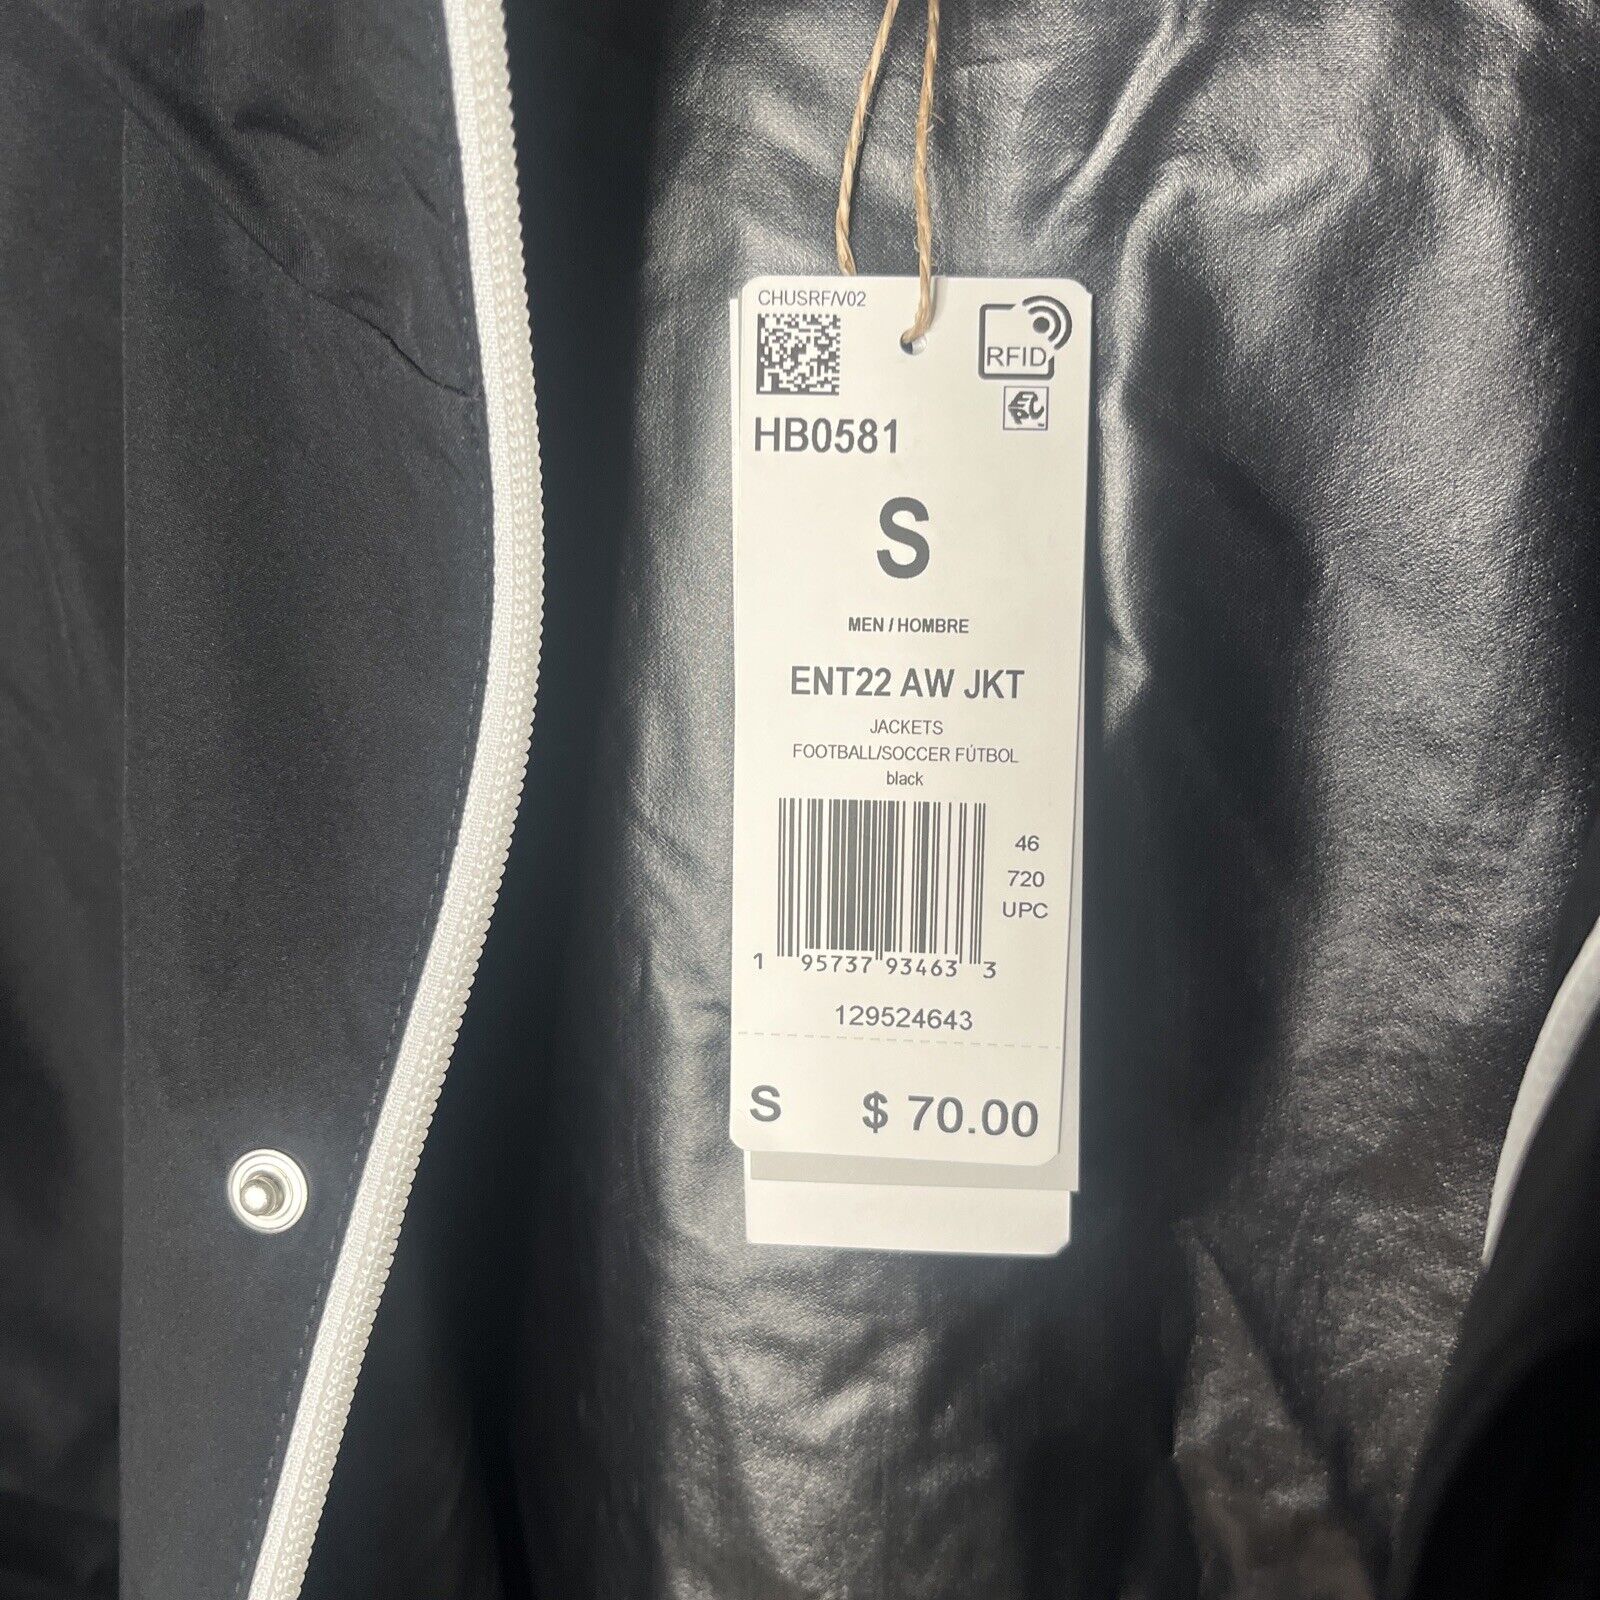 CHUSRF/V02
RFID
EPC
HB0581
S
MEN / HOMBRE
ENT22 AW JKT
JACKETS
FOOTBALL/SOCCER FÚTBOL
black
46
720
UPC
1 95737 93463 3
129524643
S $ 70.00